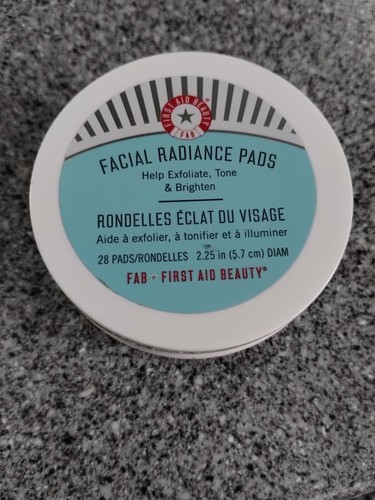 FIRST AID BEAUTY®
FAB
FACIAL RADIANCE PADS
Help Exfoliate, Tone
& Brighten
RONDELLES ÉCLAT DU VISAGE
Aide à exfolier, à tonifier et à illuminer
28 PADS/RONDELLES 2.25 in (5.7 cm) DIAM
FAB + FIRST AID BEAUTY®